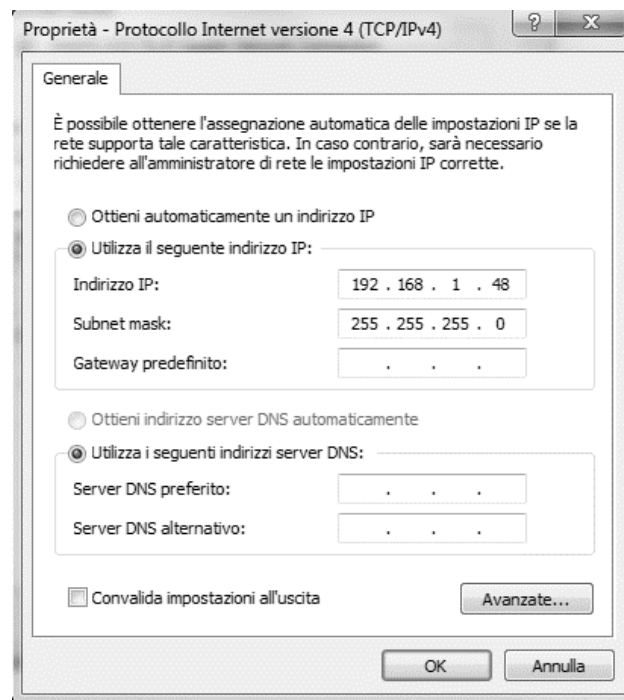 Proprietà - Protocollo Internet versione 4 (TCP/IPv4)
Generale
È possibile ottenere l'assegnazione automatica delle impostazioni IP se la
rete supporta tale caratteristica. In caso contrario, sarà necessario
richiedere all'amministratore di rete le impostazioni IP corrette.
Ottieni automaticamente un indirizzo IP
Utilizza il seguente indirizzo IP:
Indirizzo IP: 192 . 168 . 1 . 48
Subnet mask: 255 . 255 . 255 . 0
Gateway predefinito: . . .
Ottieni indirizzo server DNS automaticamente
Utilizza i seguenti indirizzi server DNS:
Server DNS preferito: . . .
Server DNS alternativo: . . .
Convalida impostazioni all'uscita
Avanzate...
OK Annulla